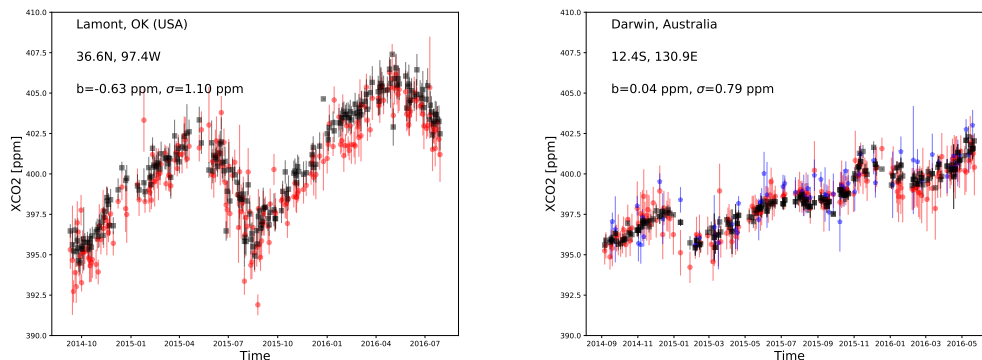 Lamont, OK (USA)
36.6N, 97.4W
b=-0.63 ppm, σ=1.10 ppm
XCO2 [ppm]
410.0
407.5
405.0
402.5
400.0
397.5
395.0
392.5
390.0
2014-10 2015-01 2015-04 2015-07 2015-10 2016-01 2016-04 2016-07
Time
Darwin, Australia
12.4S, 130.9E
b=0.04 ppm, σ=0.79 ppm
XCO2 [ppm]
410.0
407.5
405.0
402.5
400.0
397.5
395.0
392.5
390.0
2014-09 2014-11 2015-01 2015-03 2015-05 2015-07 2015-09 2015-11 2016-01 2016-03 2016-05
Time